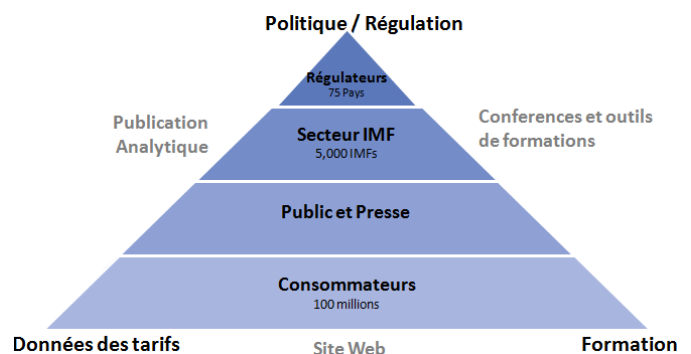 Politique / Régulation
Régulateurs
75 Pays
Publication
Analytique
Conferences et outils
de formations
Secteur IMF
5,000 IMFs
Public et Presse
Consommateurs
100 millions
Données des tarifs
Site Web
Formation